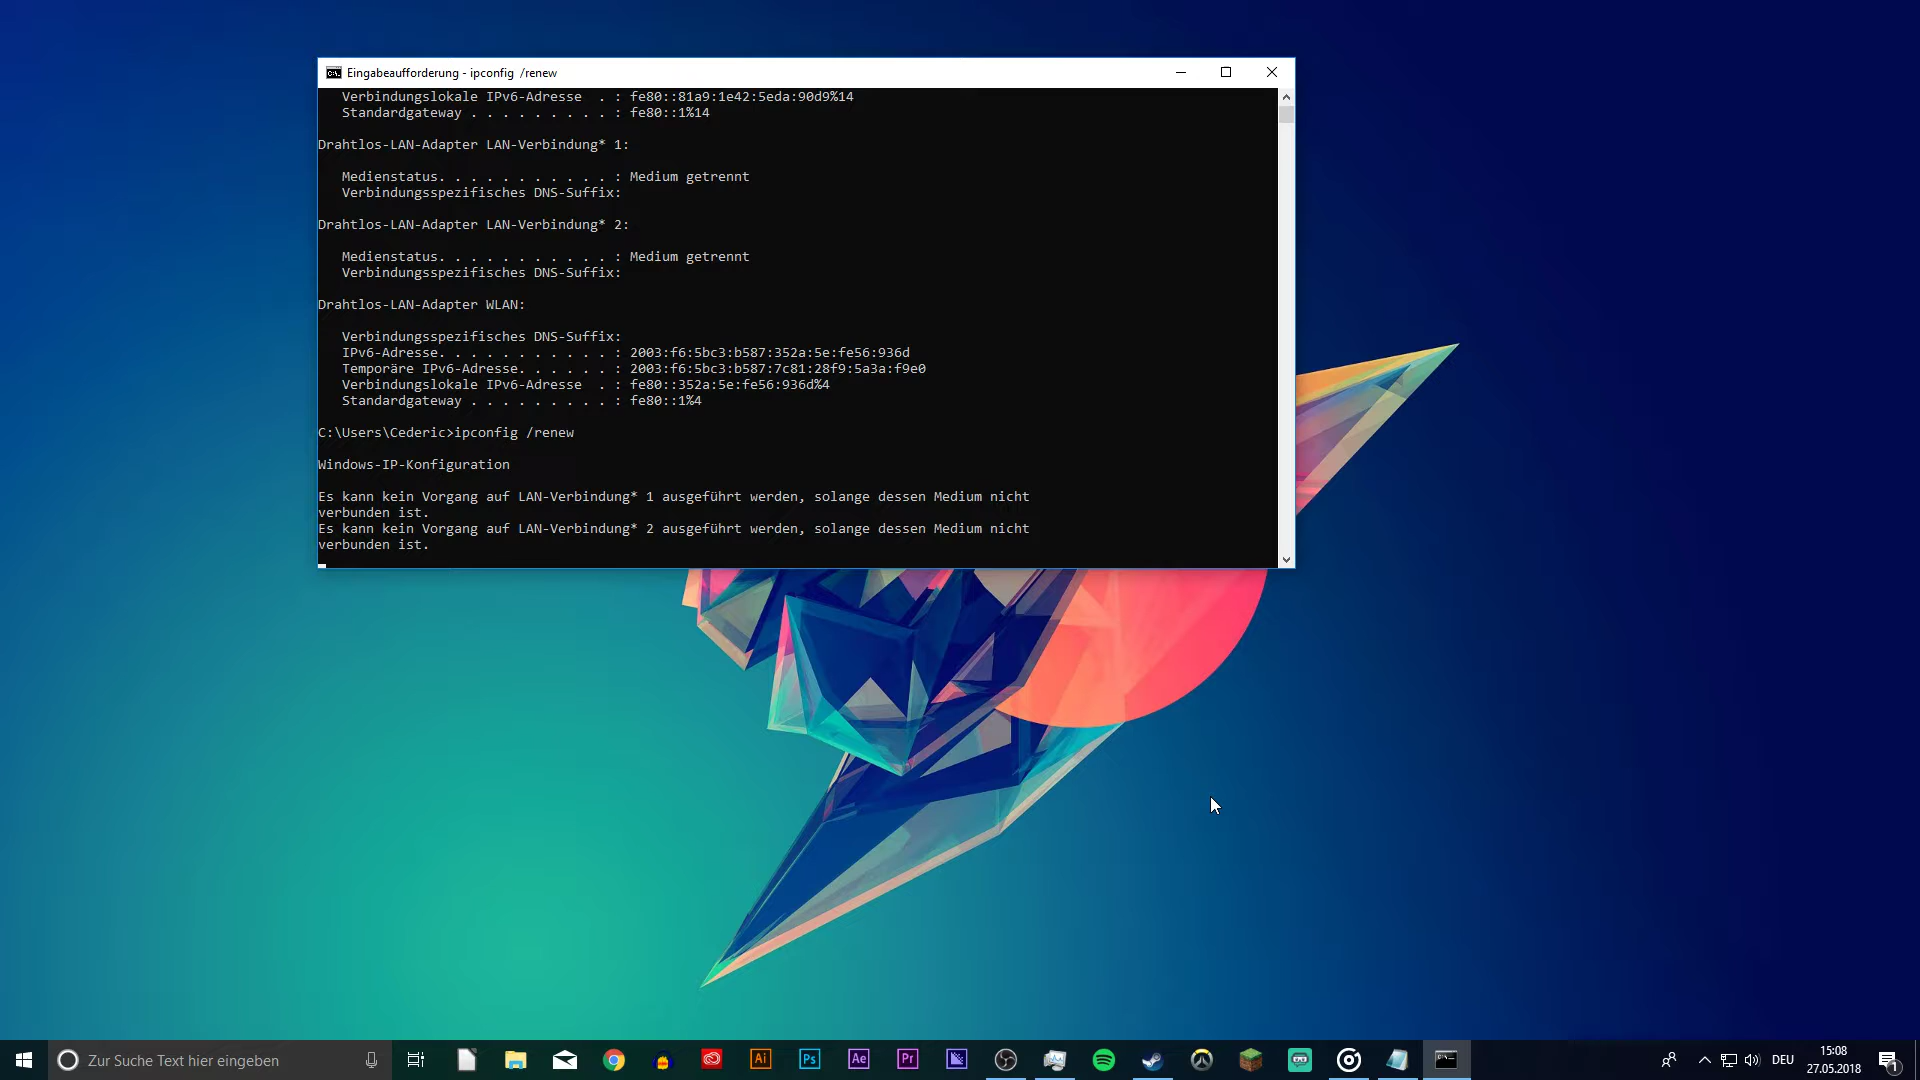 Eingabeaufforderung - ipconfig /renew
Verbindungslokale IPv6-Adresse . : fe80::81a9:1e42:5eda:90d9%14
Standardgateway . . . . . . . . . : fe80::1%14
Drahtlos-LAN-Adapter LAN-Verbindung* 1:
Medienstatus. . . . . . . . . . . : Medium getrennt
Verbindungsspezifisches DNS-Suffix:
Drahtlos-LAN-Adapter LAN-Verbindung* 2:
Medienstatus. . . . . . . . . . . : Medium getrennt
Verbindungsspezifisches DNS-Suffix:
Drahtlos-LAN-Adapter WLAN:
Verbindungsspezifisches DNS-Suffix:
IPv6-Adresse. . . . . . . . . . . : 2003:f6:5bc3:b587:352a:5e:fe56:936d
Temporäre IPv6-Adresse. . . . . . : 2003:f6:5bc3:b587:7c81:28f9:5a3a:f9e0
Verbindungslokale IPv6-Adresse . : fe80::352a:5e:fe56:936d%4
Standardgateway . . . . . . . . . : fe80::1%4
C:\Users\Cederic>ipconfig /renew
Windows-IP-Konfiguration
Es kann kein Vorgang auf LAN-Verbindung* 1 ausgeführt werden, solange dessen Medium nicht
verbunden ist.
Es kann kein Vorgang auf LAN-Verbindung* 2 ausgeführt werden, solange dessen Medium nicht
verbunden ist.
Zur Suche Text hier eingeben
Ai
Ps
Ae
Pr
DEU
15:08
27.05.2018
1